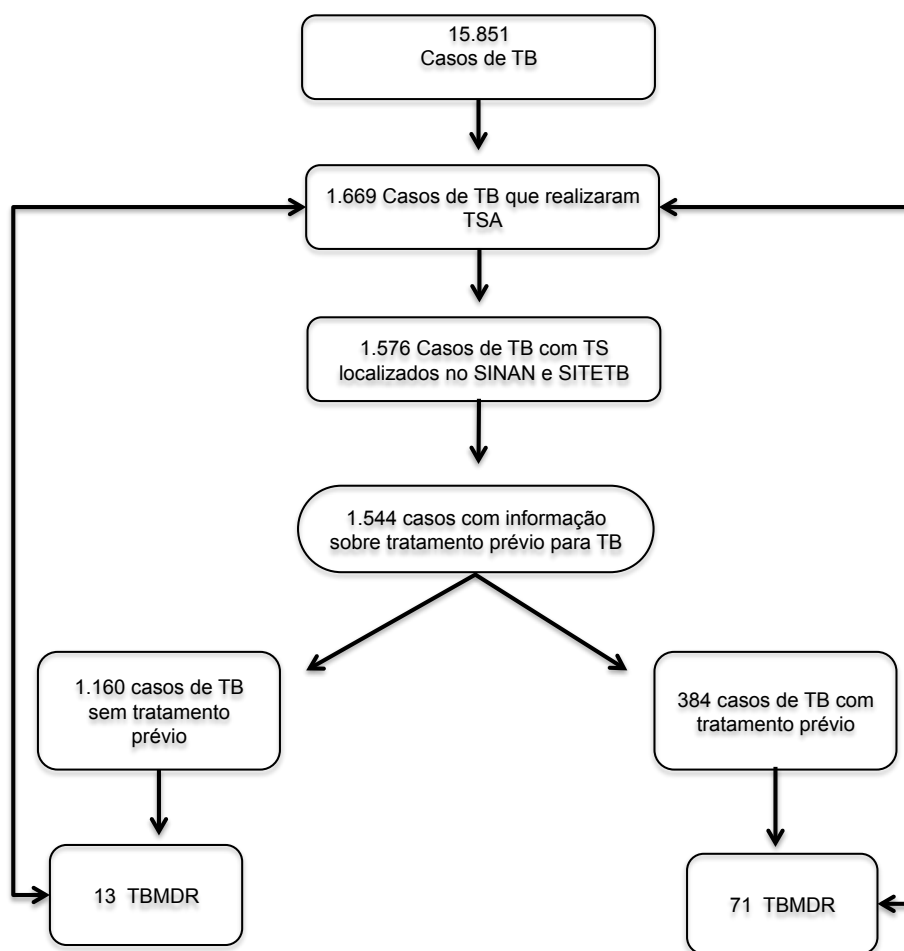 15.851
Casos de TB
1.669 Casos de TB que realizaram
TSA
1.576 Casos de TB com TS
localizados no SINAN e SITETB
1.544 casos com informação
sobre tratamento prévio para TB
1.160 casos de TB
sem tratamento
prévio
384 casos de TB com
tratamento prévio
13 TBMDR
71 TBMDR